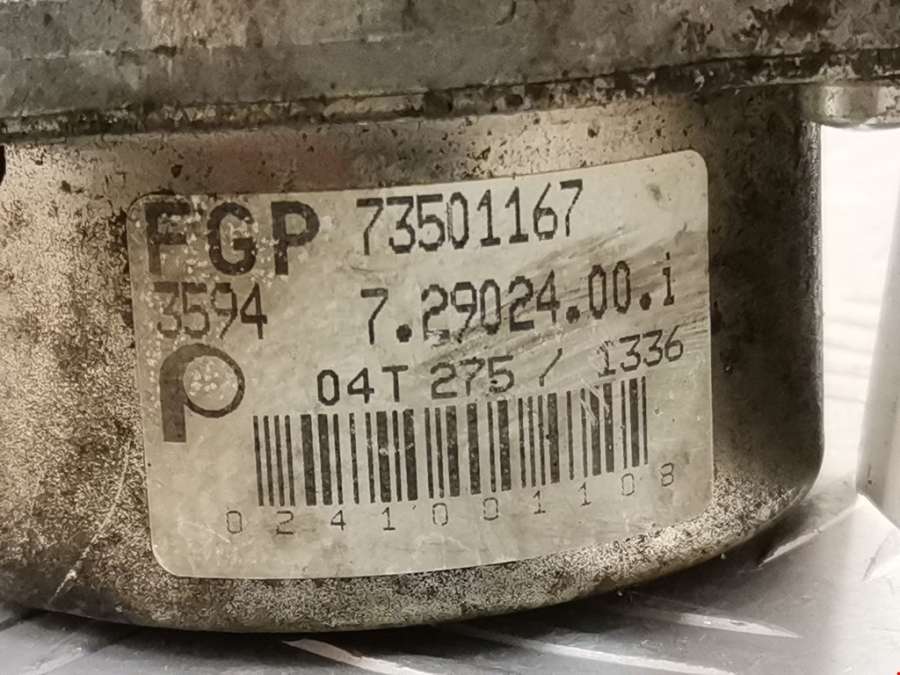 FGP 73501167
3594 7.29024.00.i
P 04T 275 / 1336
0241001108